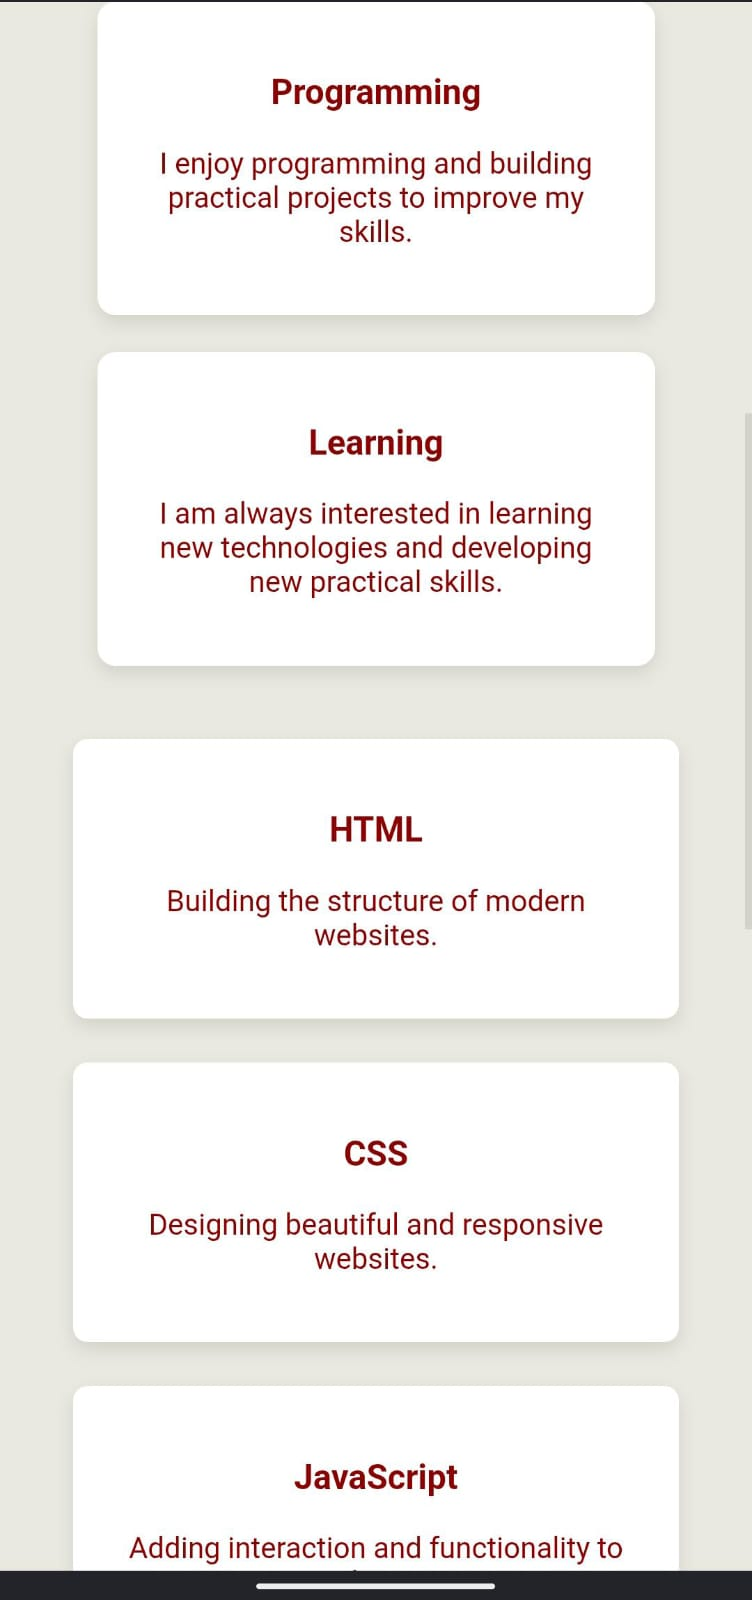 Programming
I enjoy programming and building
practical projects to improve my
skills.
Learning
I am always interested in learning
new technologies and developing
new practical skills.
HTML
Building the structure of modern
websites.
CSS
Designing beautiful and responsive
websites.
JavaScript
Adding interaction and functionality to